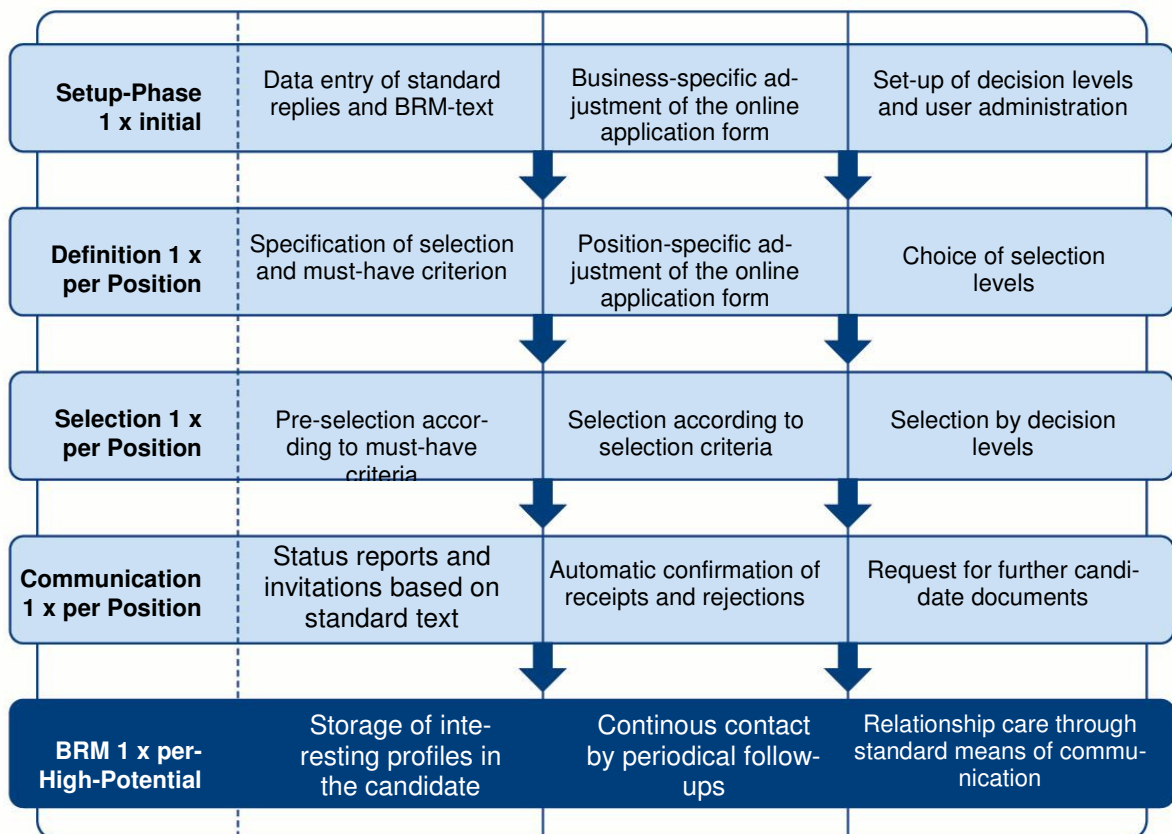 Setup-Phase
1 x initial
Data entry of standard
replies and BRM-text
Business-specific ad-
justment of the online
application form
Set-up of decision levels
and user administration
Definition 1 x
per Position
Specification of selection
and must-have criterion
Position-specific ad-
justment of the online
application form
Choice of selection
levels
Selection 1 x
per Position
Pre-selection accor-
ding to must-have
criteria
Selection according to
selection criteria
Selection by decision
levels
Communication
1 x per Position
Status reports and
invitations based on
standard text
Automatic confirmation of
receipts and rejections
Request for further candi-
date documents
BRM 1 x per-
High-Potential
Storage of inte-
resting profiles in
the candidate
Continous contact
by periodical follow-
ups
Relationship care through
standard means of commu-
nication